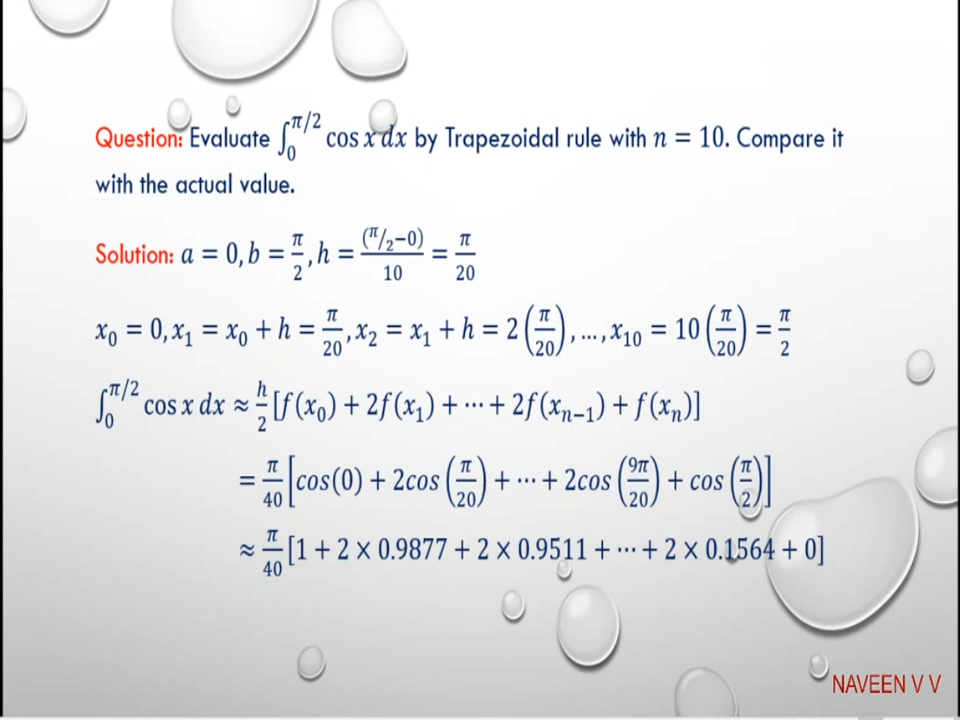 Question: Evaluate ∫₀^{π/2} cos x dx by Trapezoidal rule with n = 10. Compare it
with the actual value.
Solution: a = 0, b = π/2, h = (π/2−0)/10 = π/20
x₀ = 0, x₁ = x₀ + h = π/20, x₂ = x₁ + h = 2(π/20), ..., x₁₀ = 10(π/20) = π/2
∫₀^{π/2} cos x dx ≈ h/2 [f(x₀) + 2f(x₁) + ⋯ + 2f(xₙ₋₁) + f(xₙ)]
= π/40 [cos(0) + 2cos(π/20) + ⋯ + 2cos(9π/20) + cos(π/2)]
≈ π/40 [1 + 2 × 0.9877 + 2 × 0.9511 + ⋯ + 2 × 0.1564 + 0]
NAVEEN V V